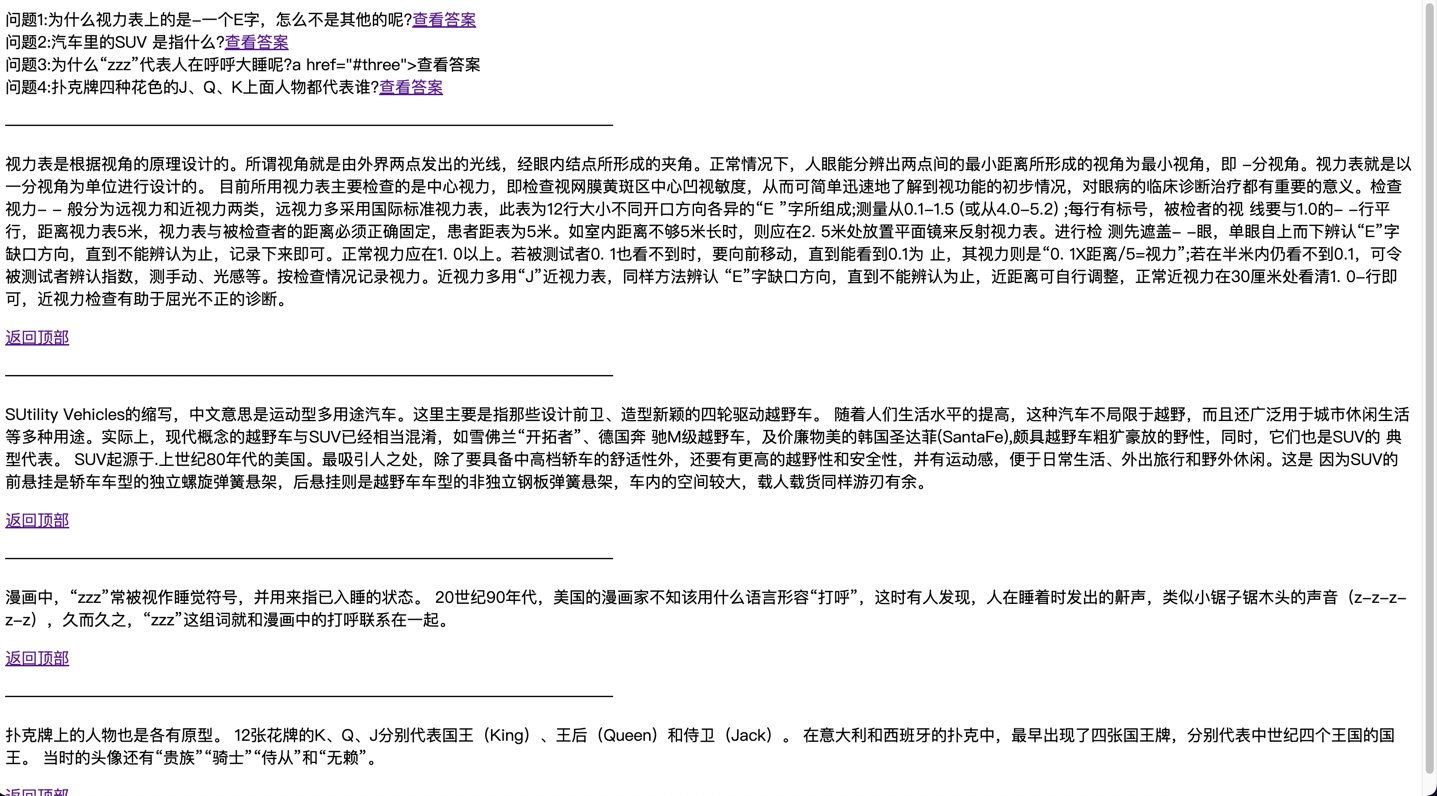 问题1:为什么视力表上的是-一个E字，怎么不是其他的呢?查看答案
问题2:汽车里的SUV 是指什么?查看答案
问题3:为什么“zzz”代表人在呼呼大睡呢?a href="#three">查看答案
问题4:扑克牌四种花色的J、Q、K上面人物都代表谁?查看答案
视力表是根据视角的原理设计的。所谓视角就是由外界两点发出的光线，经眼内结点所形成的夹角。正常情况下，人眼能分辨出两点间的最小距离所形成的视角为最小视角，即 -分视角。视力表就是以
一分视角为单位进行设计的。 目前所用视力表主要检查的是中心视力，即检查视网膜黄斑区中心凹视敏度，从而可简单迅速地了解到视功能的初步情况，对眼病的临床诊断治疗都有重要的意义。检查
视力- - 般分为远视力和近视力两类，远视力多采用国际标准视力表，此表为12行大小不同开口方向各异的“E ”字所组成;测量从0.1-1.5 (或从4.0-5.2) ;每行有标号，被检者的视 线要与1.0的- -行平
行，距离视力表5米，视力表与被检查者的距离必须正确固定，患者距表为5米。如室内距离不够5米长时，则应在2. 5米处放置平面镜来反射视力表。进行检 测先遮盖- -眼，单眼自上而下辨认“E”字
缺口方向，直到不能辨认为止，记录下来即可。正常视力应在1. 0以上。若被测试者0. 1也看不到时，要向前移动，直到能看到0.1为 止，其视力则是“0. 1X距离/5=视力”;若在半米内仍看不到0.1，可令
被测试者辨认指数，测手动、光感等。按检查情况记录视力。近视力多用“J”近视力表，同样方法辨认 “E”字缺口方向，直到不能辨认为止，近距离可自行调整，正常近视力在30厘米处看清1. 0-行即
可，近视力检查有助于屈光不正的诊断。
返回顶部
SUtility Vehicles的缩写，中文意思是运动型多用途汽车。这里主要是指那些设计前卫、造型新颖的四轮驱动越野车。 随着人们生活水平的提高，这种汽车不局限于越野，而且还广泛用于城市休闲生活
等多种用途。实际上，现代概念的越野车与SUV已经相当混淆，如雪佛兰“开拓者”、德国奔 驰M级越野车，及价廉物美的韩国圣达菲(SantaFe),颇具越野车粗犷豪放的野性，同时，它们也是SUV的 典
型代表。 SUV起源于.上世纪80年代的美国。最吸引人之处，除了要具备中高档轿车的舒适性外，还要有更高的越野性和安全性，并有运动感，便于日常生活、外出旅行和野外休闲。这是 因为SUV的
前悬挂是轿车车型的独立螺旋弹簧悬架，后悬挂则是越野车车型的非独立钢板弹簧悬架，车内的空间较大，载人载货同样游刃有余。
返回顶部
漫画中，“zzz”常被视作睡觉符号，并用来指已入睡的状态。 20世纪90年代，美国的漫画家不知该用什么语言形容“打呼”，这时有人发现，人在睡着时发出的鼾声，类似小锯子锯木头的声音（z-z-z-
z-z），久而久之，“zzz”这组词就和漫画中的打呼联系在一起。
返回顶部
扑克牌上的人物也是各有原型。 12张花牌的K、Q、J分别代表国王（King）、王后（Queen）和侍卫（Jack）。 在意大利和西班牙的扑克中，最早出现了四张国王牌，分别代表中世纪四个王国的国
王。 当时的头像还有“贵族”“骑士”“侍从”和“无赖”。
返回顶部